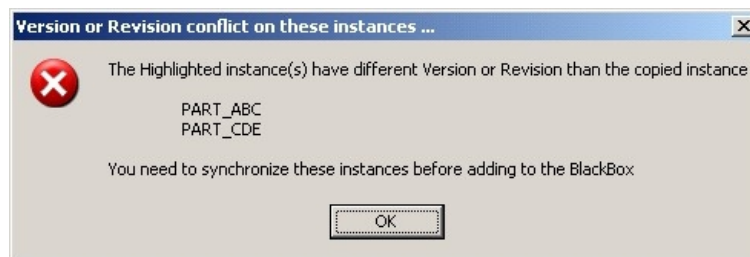 Version or Revision conflict on these instances ...
The Highlighted instance(s) have different Version or Revision than the copied instance
PART_ABC
PART_CDE
You need to synchronize these instances before adding to the BlackBox
OK